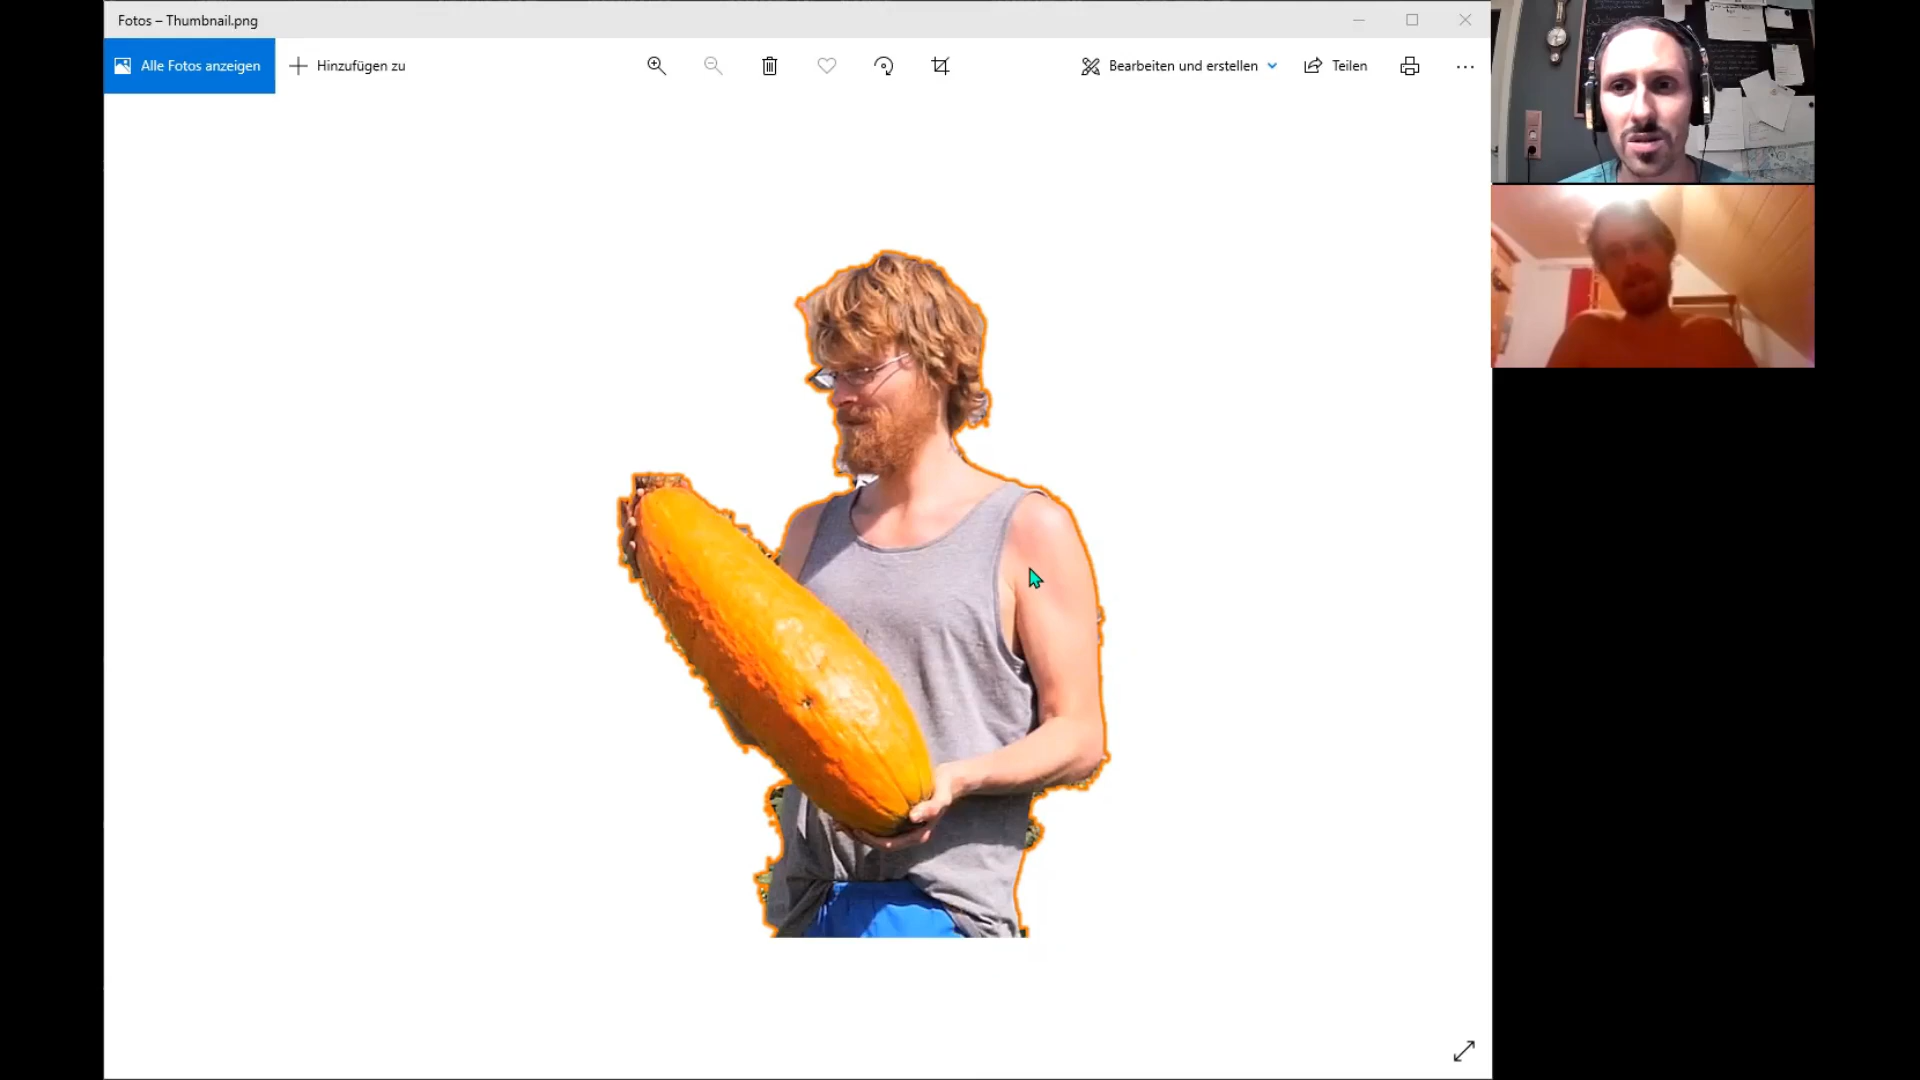 Fotos – Thumbnail.png
Alle Fotos anzeigen
Hinzufügen zu
Bearbeiten und erstellen
Teilen